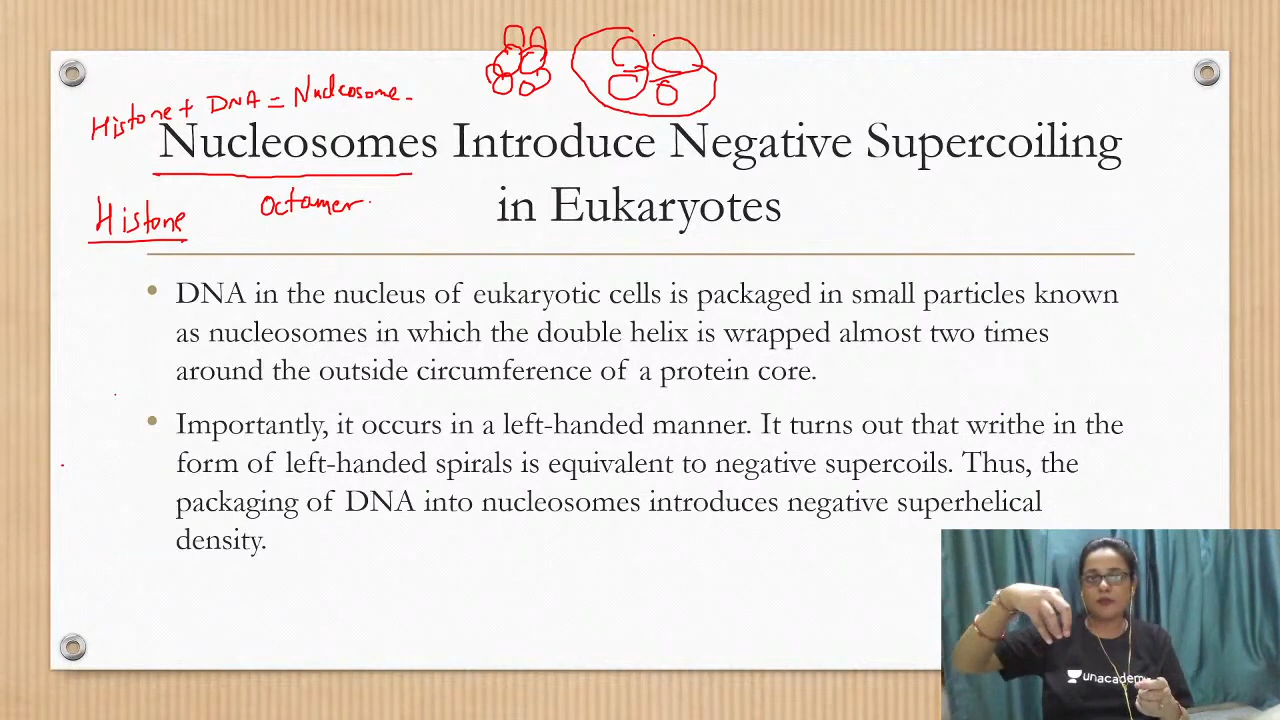 Histone + DNA = Nucleosome.
Nucleosomes Introduce Negative Supercoiling
in Eukaryotes
Histone
Octamer.
• DNA in the nucleus of eukaryotic cells is packaged in small particles known
as nucleosomes in which the double helix is wrapped almost two times
around the outside circumference of a protein core.
• Importantly, it occurs in a left-handed manner. It turns out that writhe in the
form of left-handed spirals is equivalent to negative supercoils. Thus, the
packaging of DNA into nucleosomes introduces negative superhelical
density.
unacademy